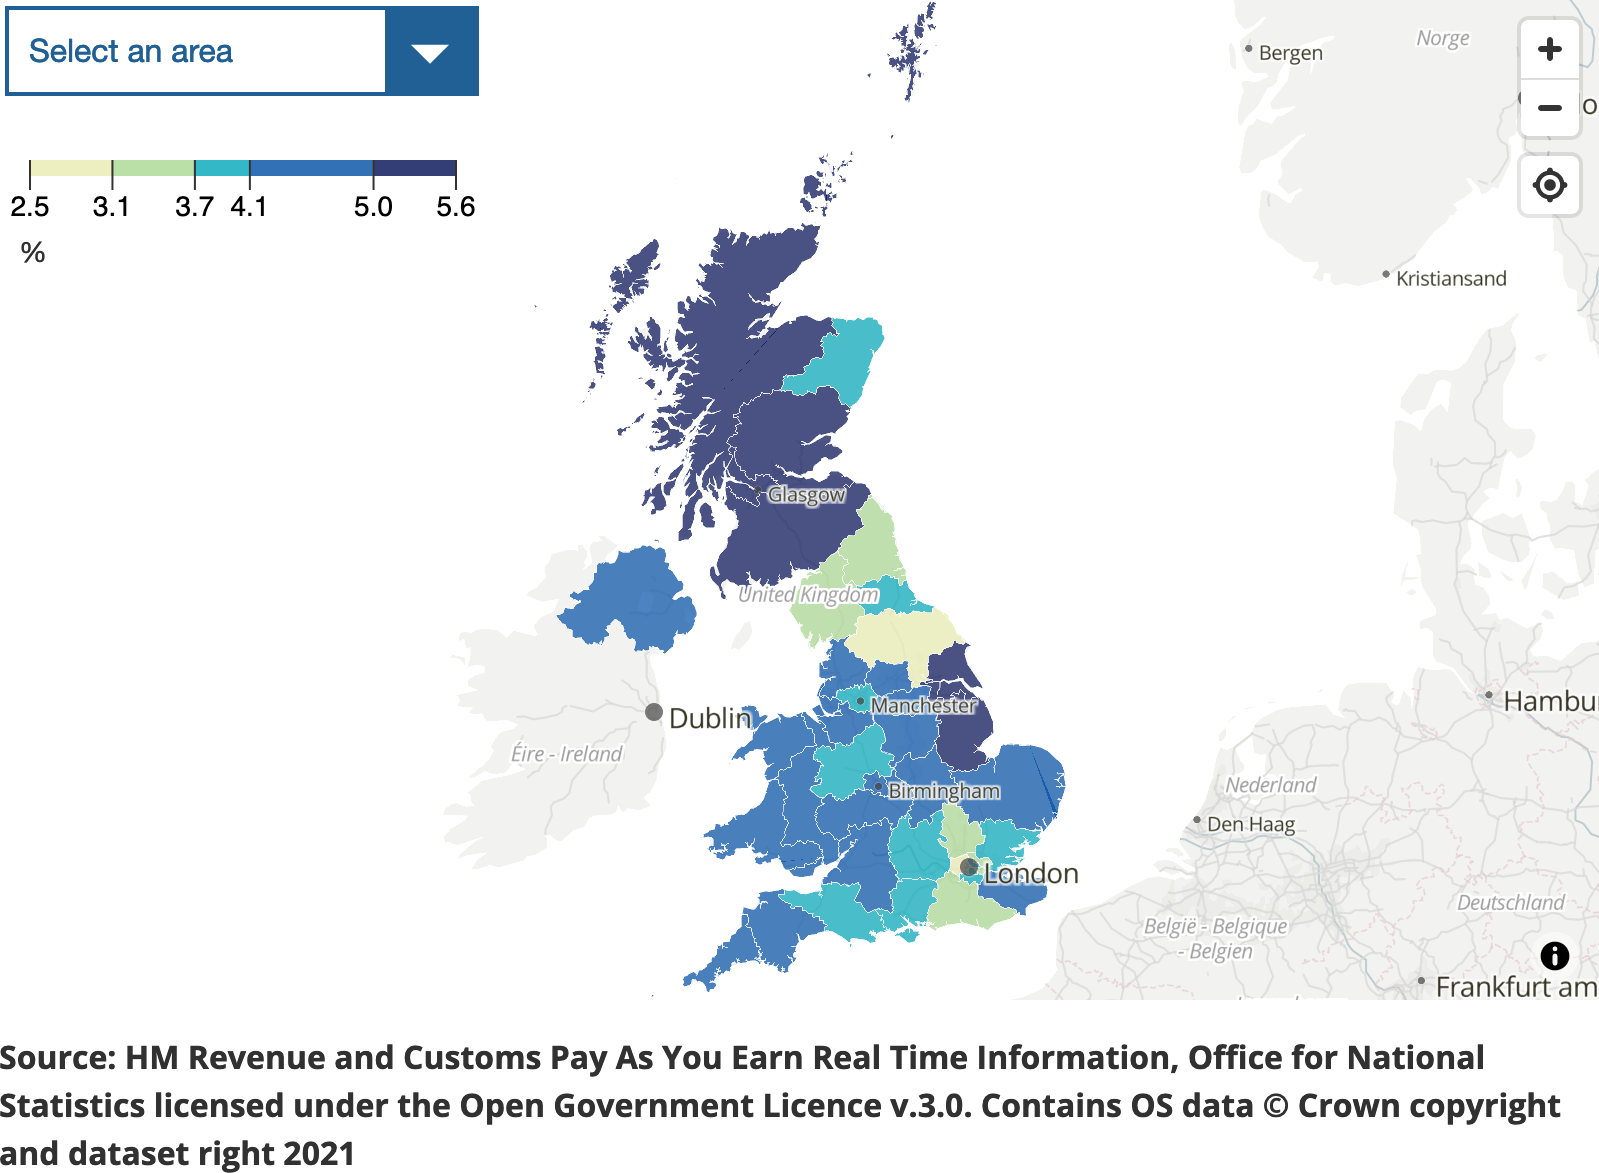 Select an area
2.5 3.1 3.7 4.1 5.0 5.6
%
Norge
Bergen
Kristiansand
Glasgow
United Kingdom
Manchester
Dublin
Éire - Ireland
Birmingham
London
Hambu
Nederland
Den Haag
Deutschland
België - Belgique
- Belgien
Frankfurt am
Source: HM Revenue and Customs Pay As You Earn Real Time Information, Office for National
Statistics licensed under the Open Government Licence v.3.0. Contains OS data © Crown copyright
and dataset right 2021